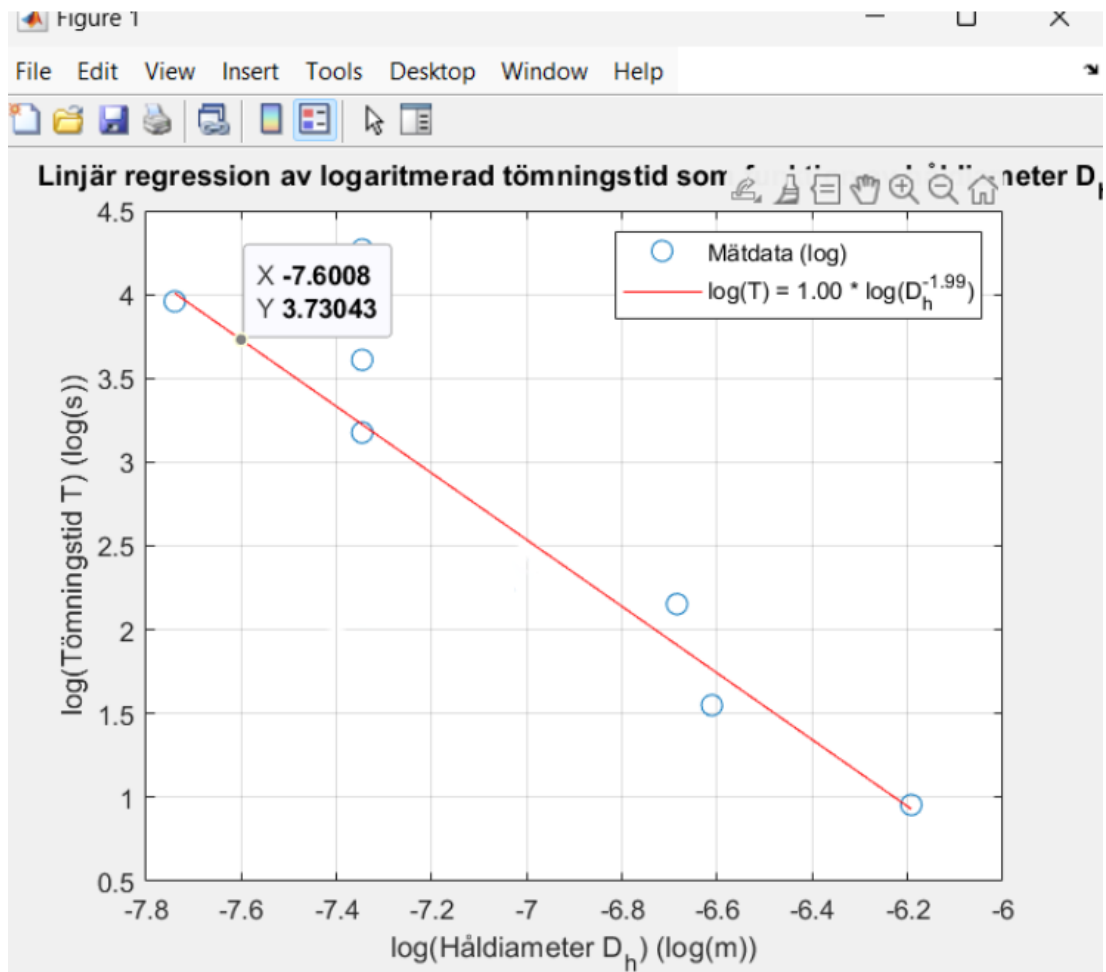 Figure 1
File Edit View Insert Tools Desktop Window Help
Linjär regression av logaritmerad tömningstid som
4.5
4
3.5
3
2.5
2
1.5
1
0.5
X -7.6008
Y 3.73043
Mätdata (log)
log(T) = 1.00 * log(D_h^-1.99)
log(Tömningstid T) (log(s))
-7.8 -7.6 -7.4 -7.2 -7 -6.8 -6.6 -6.4 -6.2 -6
log(Håldiameter D_h) (log(m))